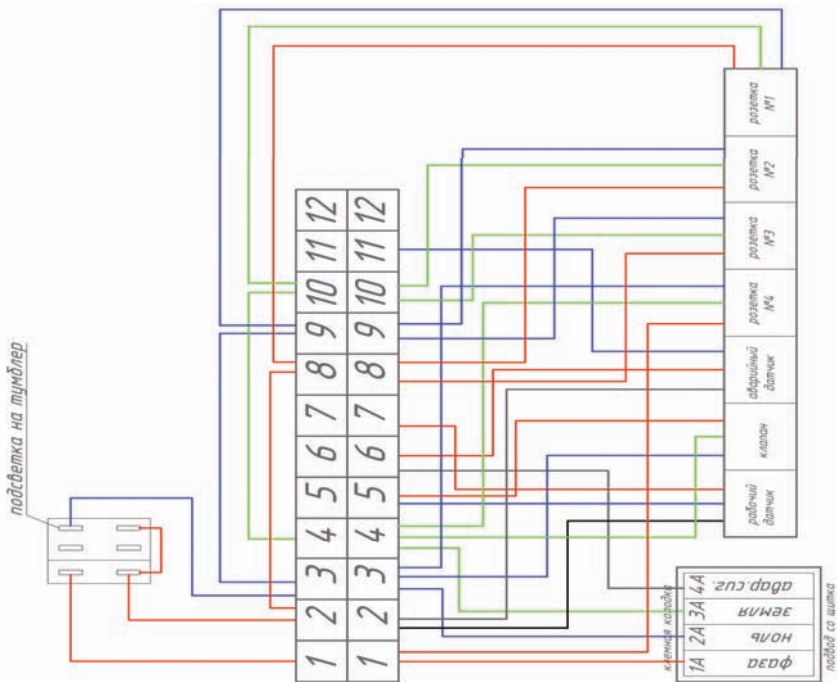 подсветка на тумблер
12 12
11 11
10 10
9 9
8 8
7 7
6 6
5 5
4 4
3 3
2 2
1 1
розетка
№1
розетка
№2
розетка
№3
розетка
№4
аварийный
датчик
клапан
рабочий
датчик
клемная колодка
4А авар.сиг.
3А земля
2А ноль
1А фаза
подвод со щитка